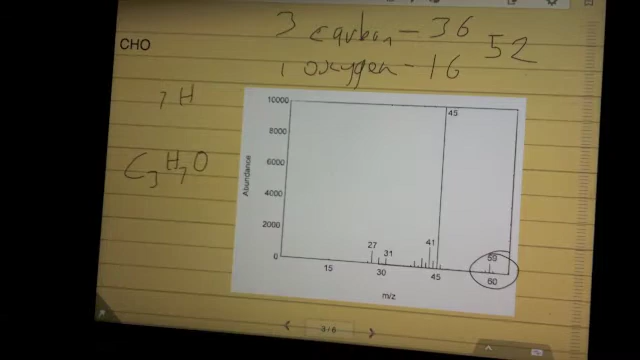 3 carbon - 36
52
CHO
1 oxygen - 16
7 H
C3H7O
10000
8000
6000
4000
2000
0
Abundance
45
27
31
41
59
15
30
45
60
m/z
3/6